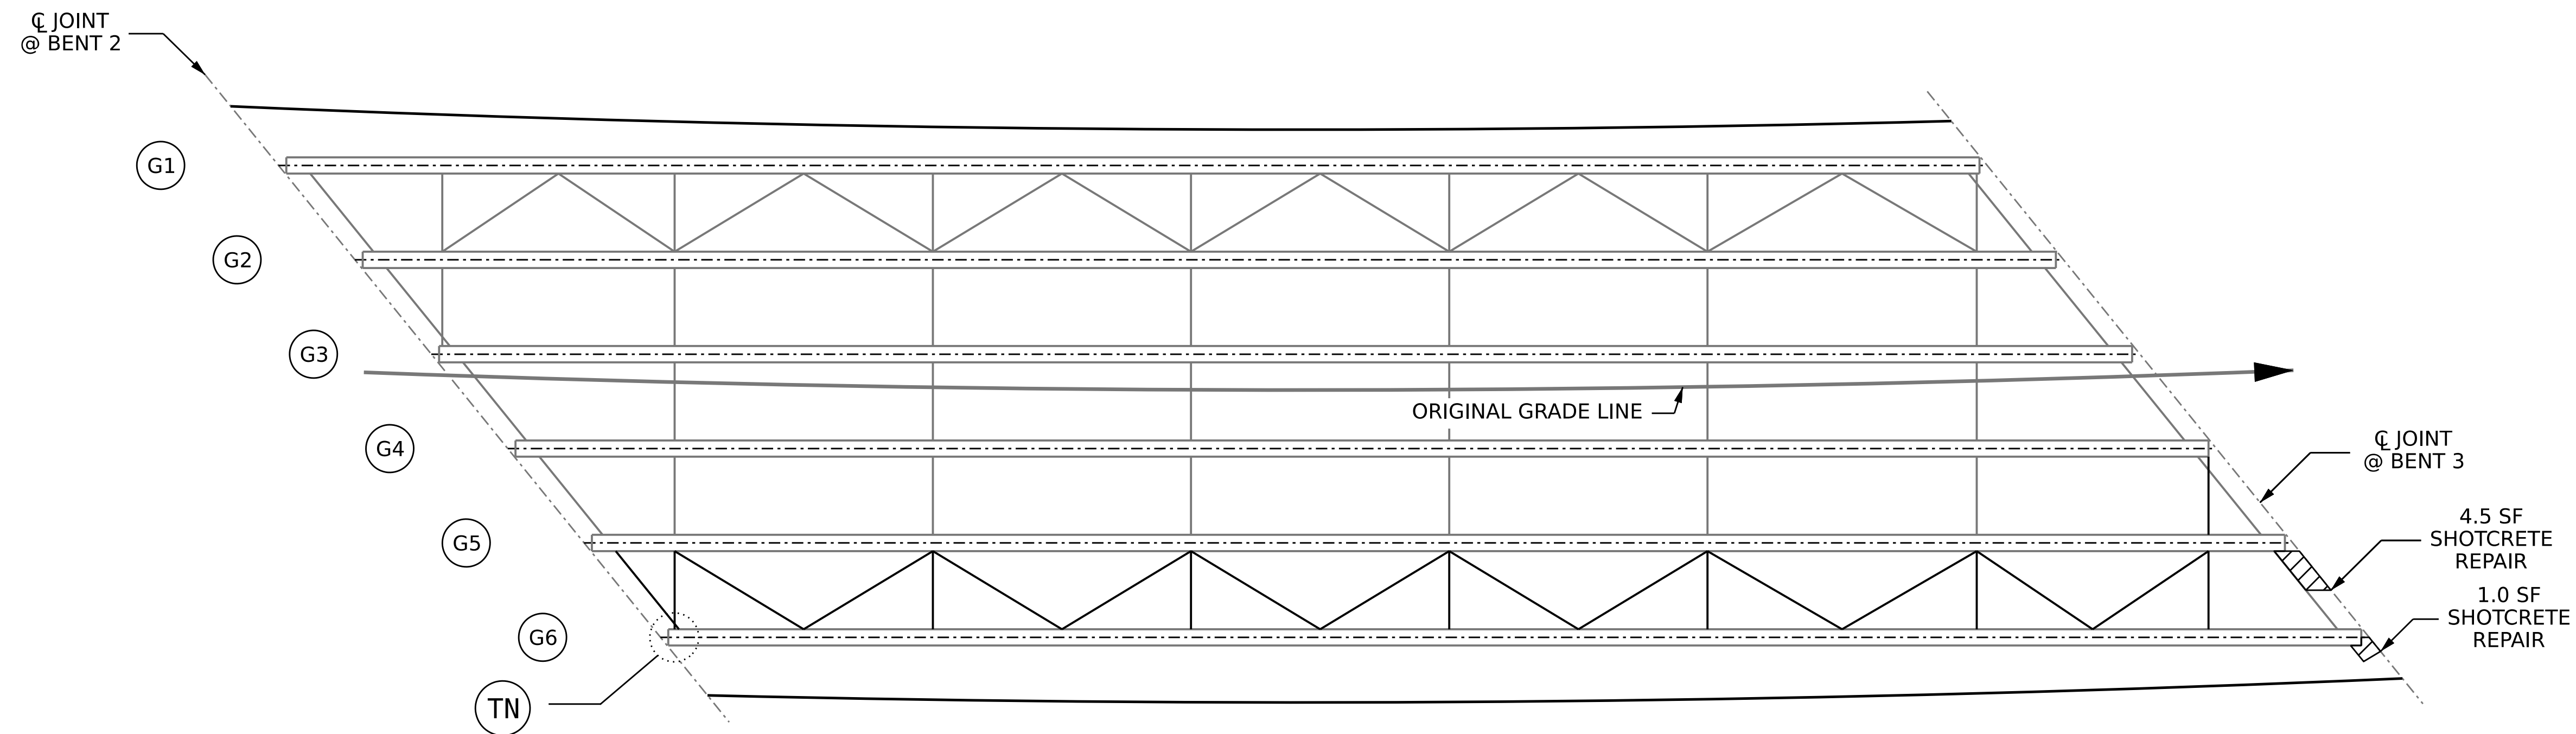 ℄ JOINT
@ BENT 2
G1
G2
G3
ORIGINAL GRADE LINE
G4
℄ JOINT
@ BENT 3
G5
4.5 SF
SHOTCRETE
REPAIR
G6
1.0 SF
SHOTCRETE
REPAIR
TN